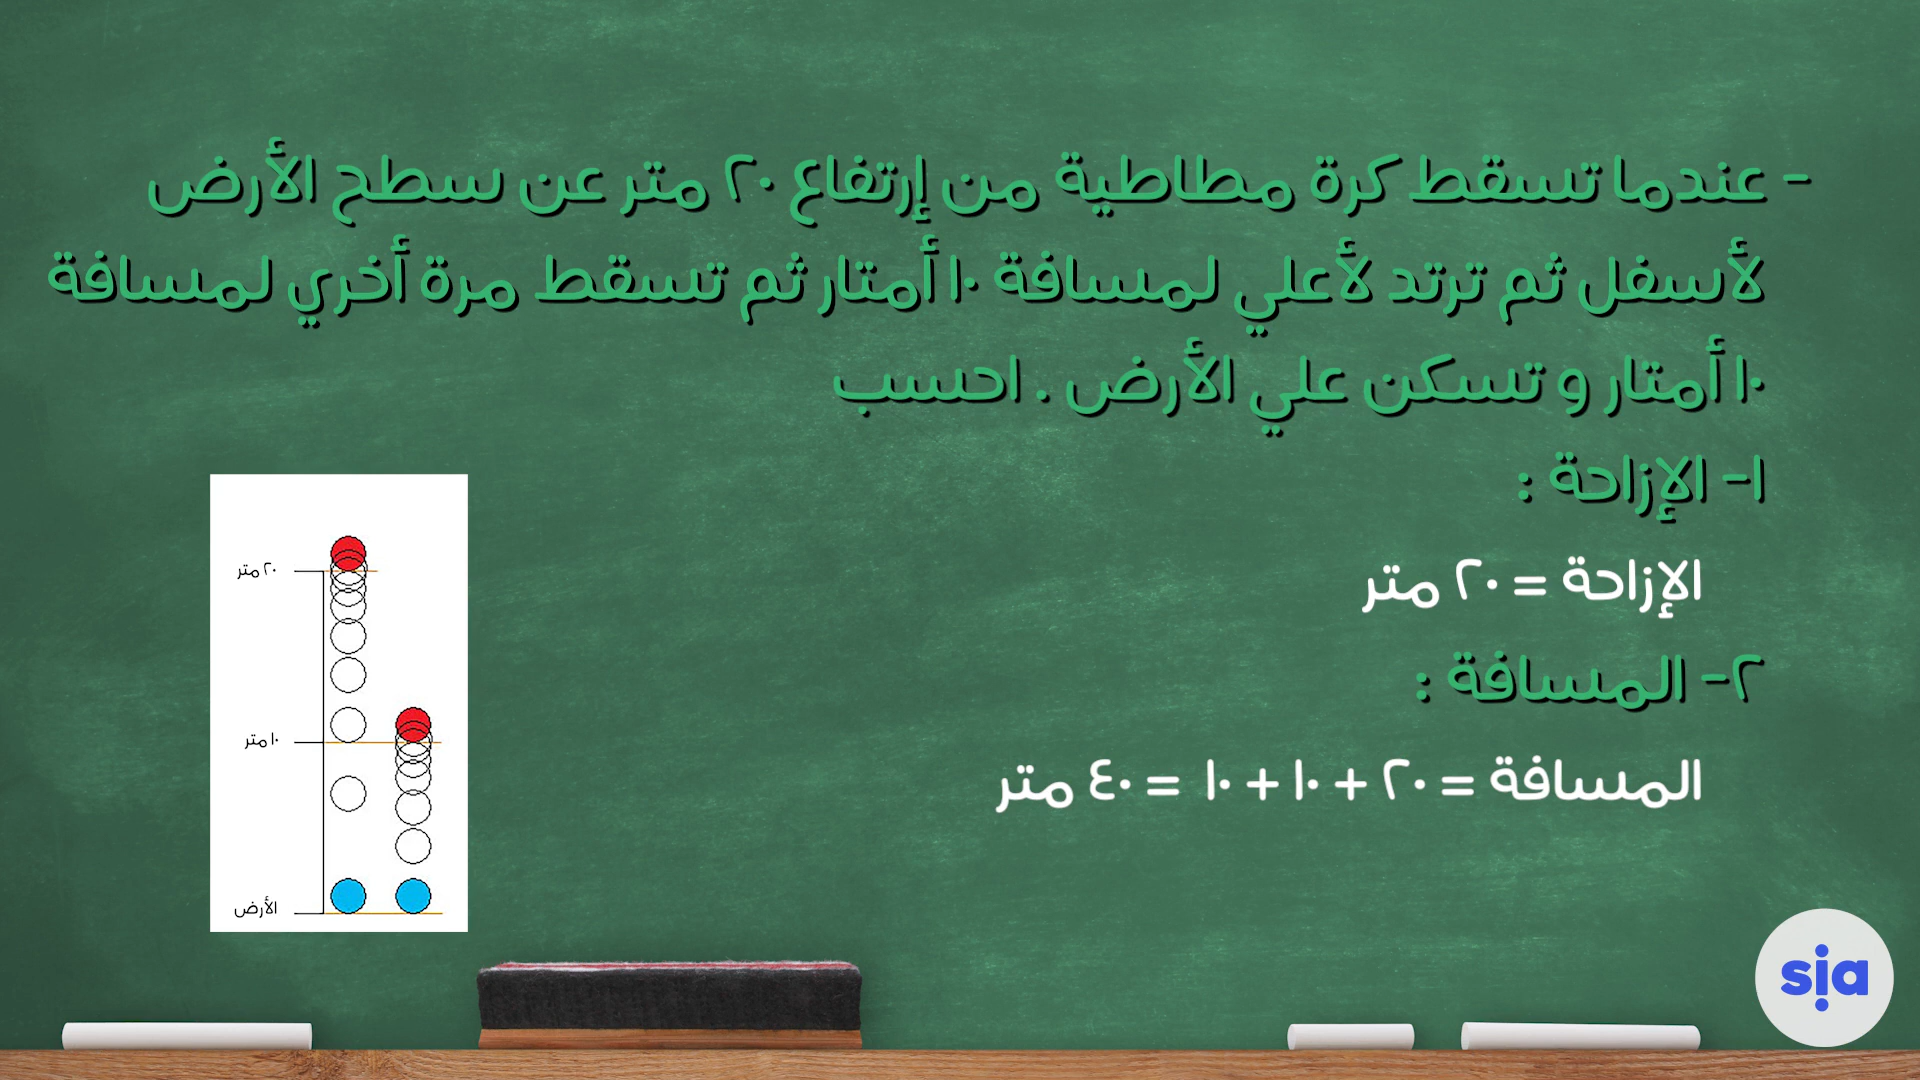 - عندما تسقط كرة مطاطية من إرتفاع ٢٠ متر عن سطح الأرض
لأسفل ثم ترتد لأعلي لمسافة ١٠ أمتار ثم تسقط مرة أخري لمسافة
١٠ أمتار و تسكن علي الأرض . احسب
١- الإزاحة :
الإزاحة = ٢٠ متر
٢- المسافة :
المسافة = ٢٠ + ١٠ + ١٠ = ٤٠ متر
٢٠ متر
١٠ متر
الأرض
sia